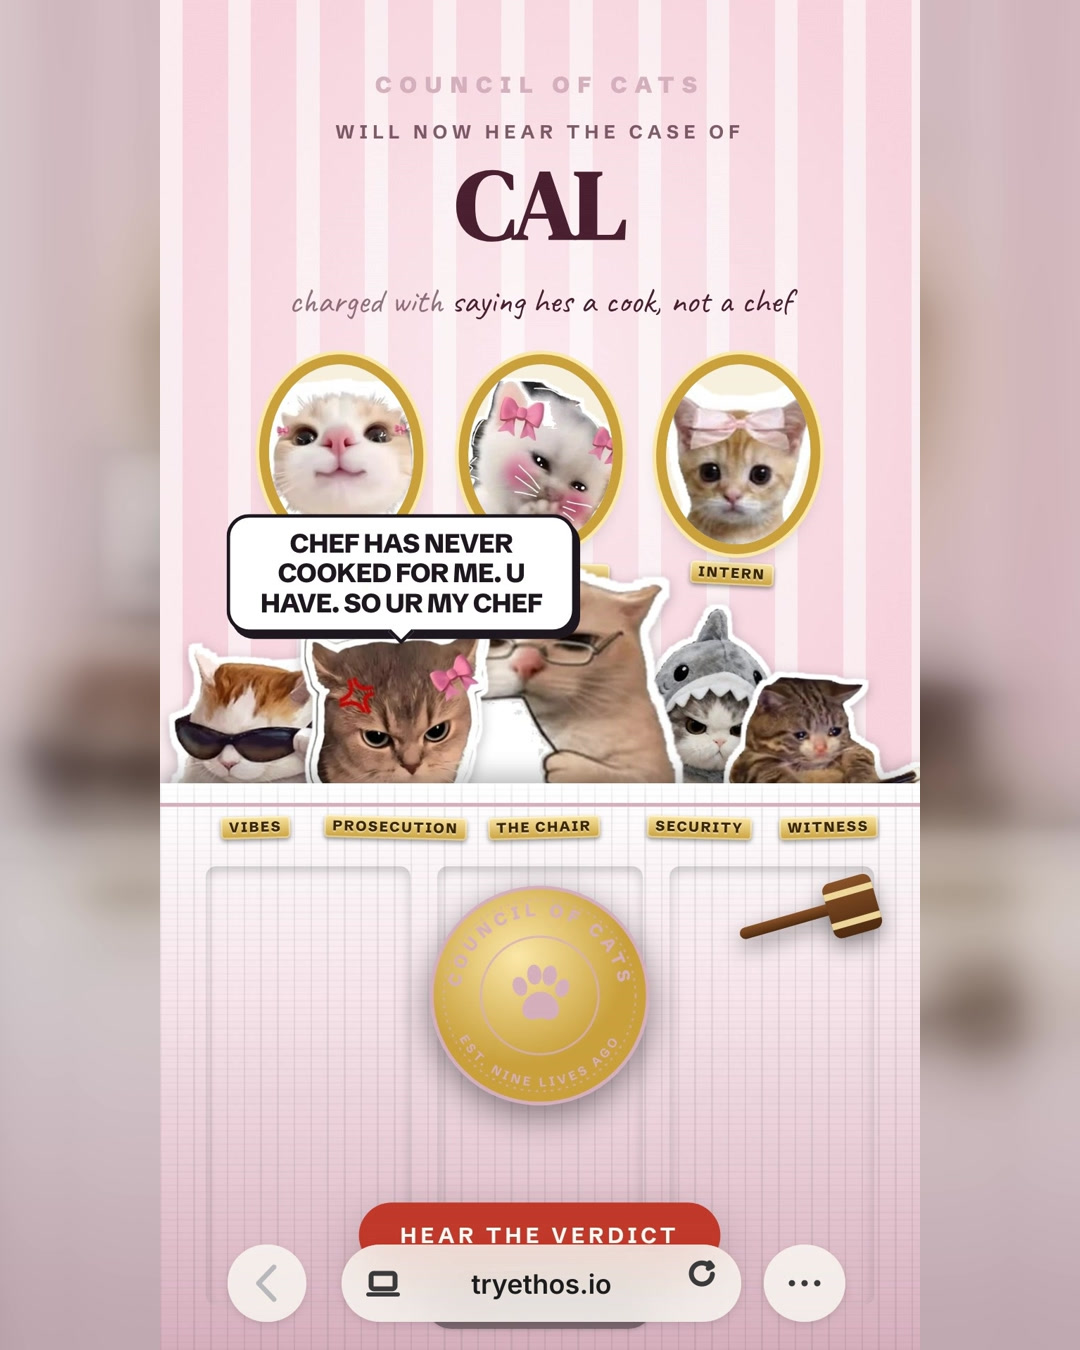 COUNCIL OF CATS
WILL NOW HEAR THE CASE OF
CAL
charged with saying hes a cook, not a chef
CHEF HAS NEVER
COOKED FOR ME. U
HAVE. SO UR MY CHEF
INTERN
VIBES
PROSECUTION
THE CHAIR
SECURITY
WITNESS
COUNCIL OF CATS
EST. NINE LIVES AGO
HEAR THE VERDICT
tryethos.io